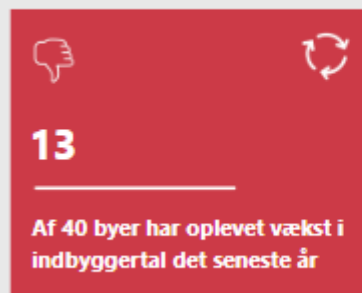 13
Af 40 byer har oplevet vækst i
indbyggertal det seneste år